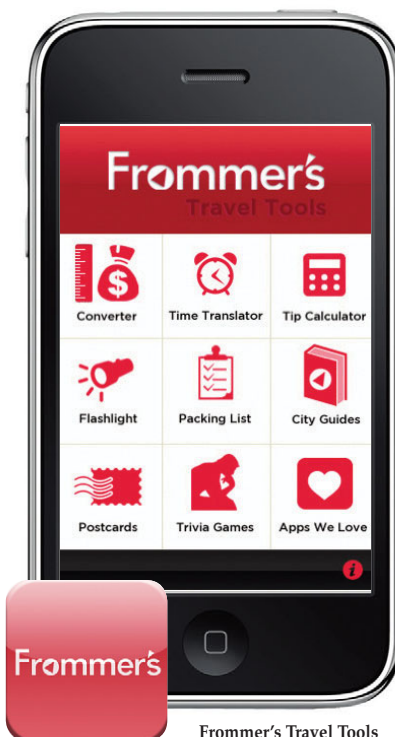 Frommer's
Travel Tools
Converter
Time Translator
Tip Calculator
Flashlight
Packing List
City Guides
Postcards
Trivia Games
Apps We Love
i
Frommer's
Frommer's Travel Tools